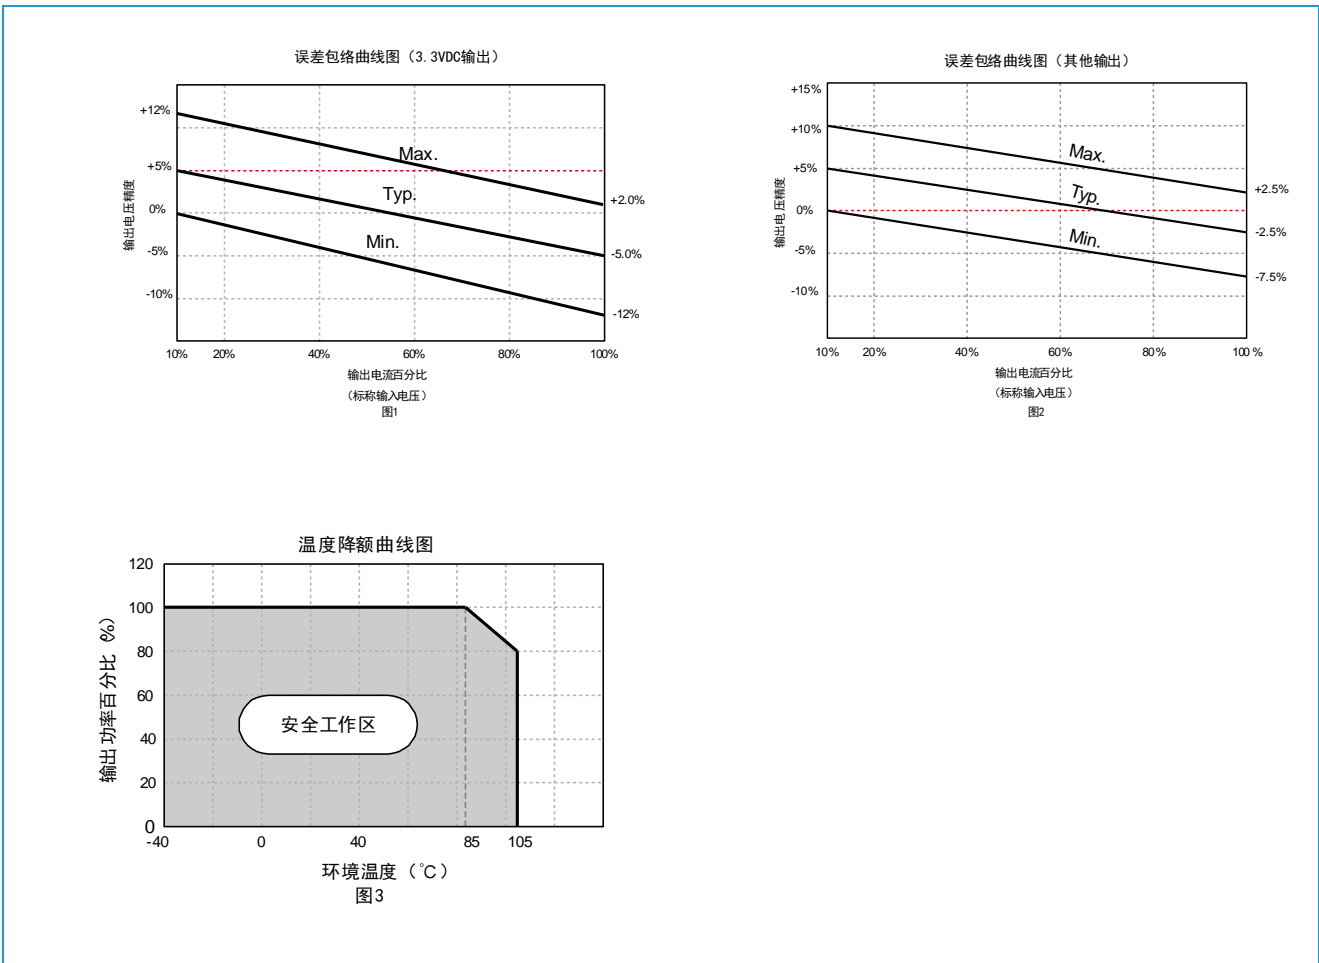 误差包络曲线图（3.3VDC输出）
+12%
+5%
0%
-5%
-10%
输出电压精度
Max.
Typ.
Min.
+2.0%
-5.0%
-12%
10%
20%
40%
60%
80%
100%
输出电流百分比
（标称输入电压）
图1
误差包络曲线图（其他输出）
+15%
+10%
+5%
0%
-5%
-10%
输出电压精度
Max.
Typ.
Min.
+2.5%
-2.5%
-7.5%
10%
20%
40%
60%
80%
100%
输出电流百分比
（标称输入电压）
图2
温度降额曲线图
120
100
80
60
40
20
0
输出功率百分比（%）
安全工作区
-40
0
40
85
105
环境温度（℃）
图3